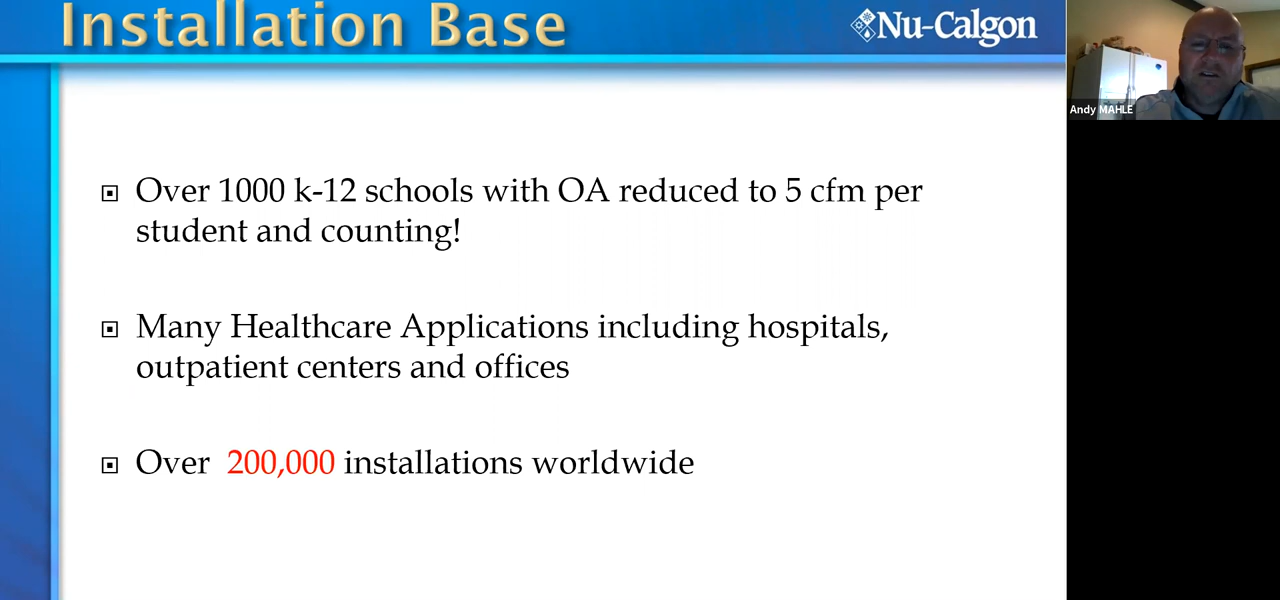 Installation Base
Nu-Calgon
Andy MAHLE
Over 1000 k-12 schools with OA reduced to 5 cfm per
student and counting!
Many Healthcare Applications including hospitals,
outpatient centers and offices
Over 200,000 installations worldwide